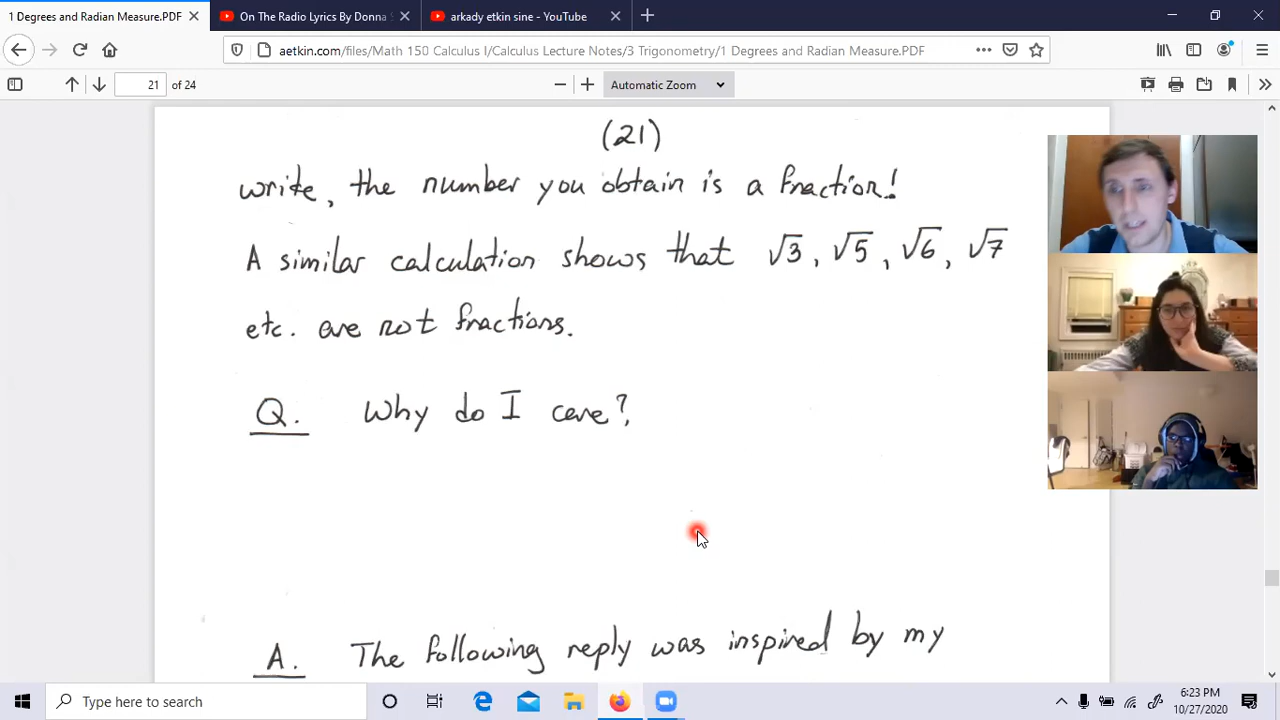 1 Degrees and Radian Measure.PDF
On The Radio Lyrics By Donna
arkady etkin sine - YouTube
aetkin.com/files/Math 150 Calculus I/Calculus Lecture Notes/3 Trigonometry/1 Degrees and Radian Measure.PDF
21 of 24
Automatic Zoom
(21)
write, the number you obtain is a fraction!
A similar calculation shows that √3, √5, √6, √7
etc. are not fractions.
Q. Why do I care?
A. The following reply was inspired by my
Type here to search
6:23 PM
10/27/2020